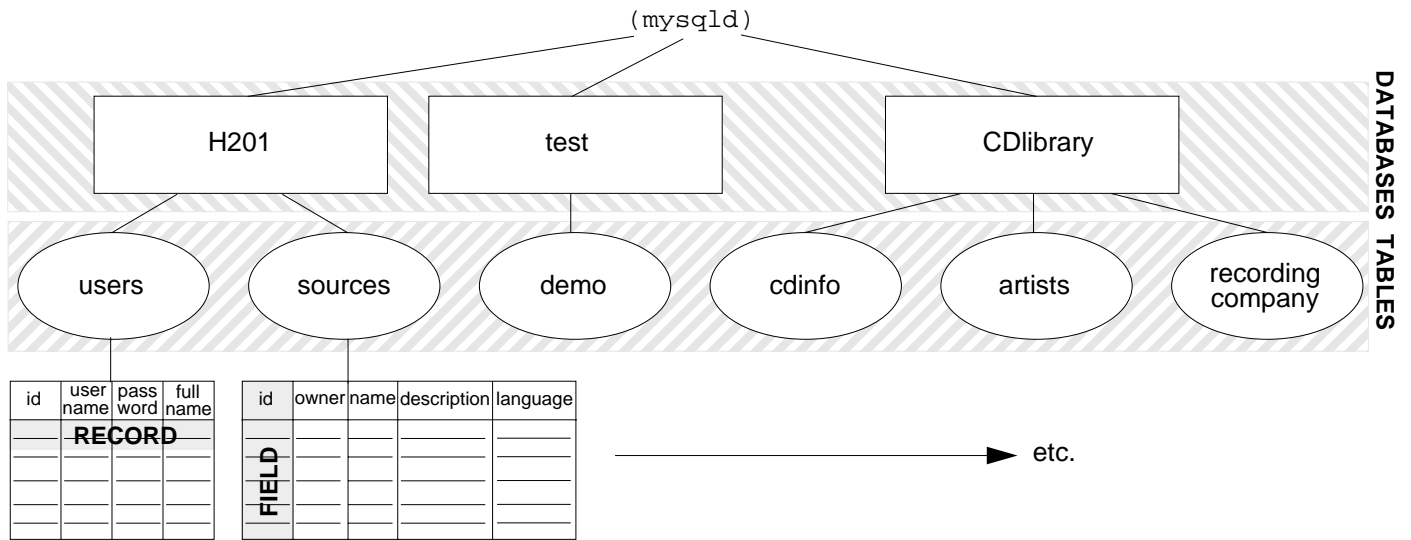 (mysqld)
H201
test
CDlibrary
DATABASES
users
sources
demo
cdinfo
artists
recording
company
TABLES
id
user
name
pass
word
full
name
RECORD
id
owner
name
description
language
FIELD
etc.